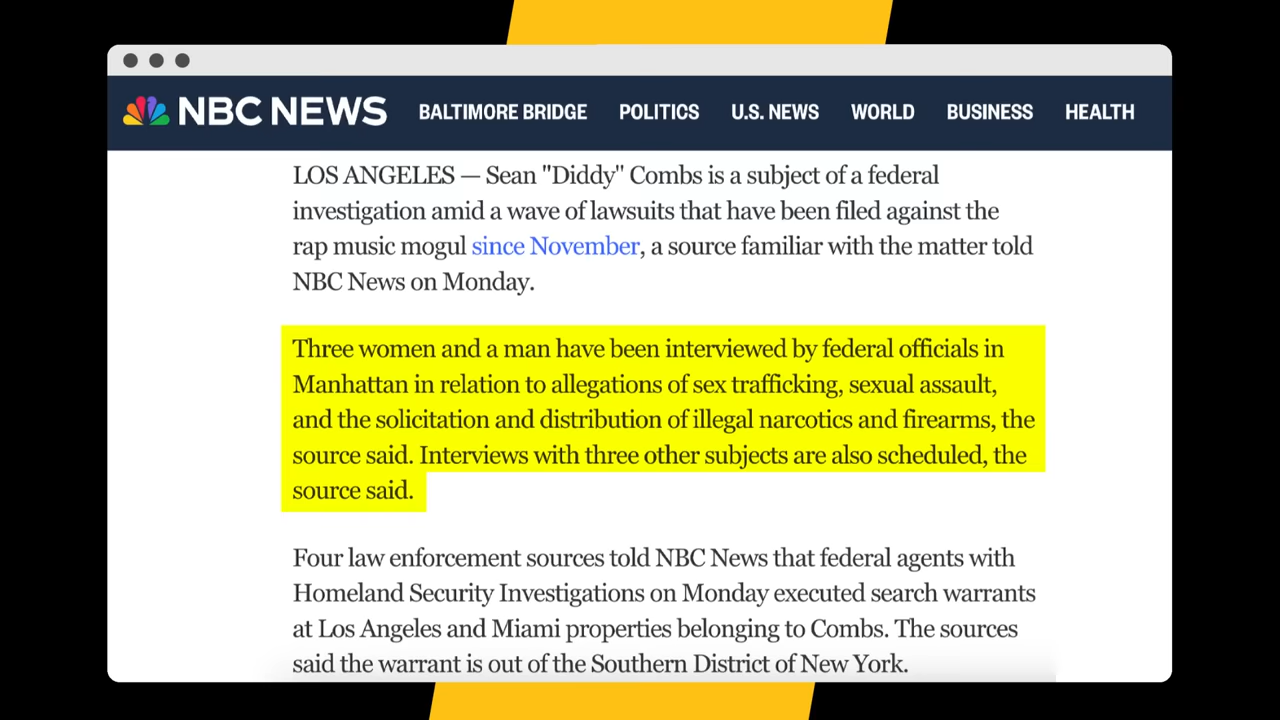 NBC NEWS BALTIMORE BRIDGE POLITICS U.S. NEWS WORLD BUSINESS HEALTH
LOS ANGELES — Sean "Diddy" Combs is a subject of a federal
investigation amid a wave of lawsuits that have been filed against the
rap music mogul since November, a source familiar with the matter told
NBC News on Monday.
Three women and a man have been interviewed by federal officials in
Manhattan in relation to allegations of sex trafficking, sexual assault,
and the solicitation and distribution of illegal narcotics and firearms, the
source said. Interviews with three other subjects are also scheduled, the
source said.
Four law enforcement sources told NBC News that federal agents with
Homeland Security Investigations on Monday executed search warrants
at Los Angeles and Miami properties belonging to Combs. The sources
said the warrant is out of the Southern District of New York.